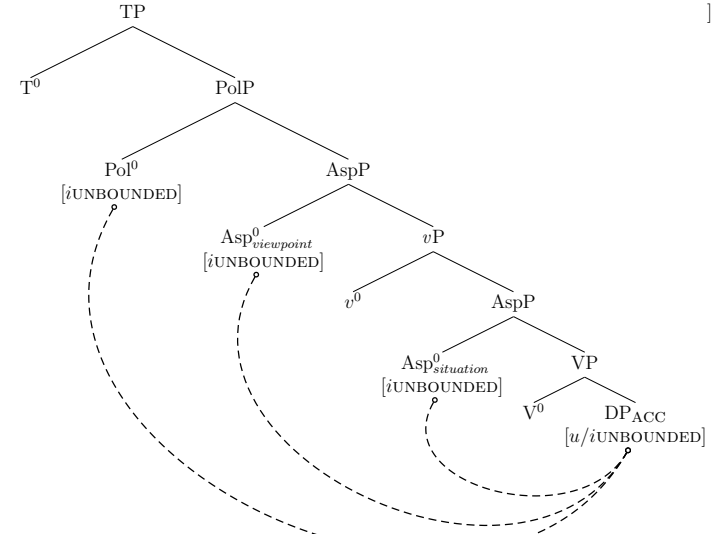 TP ]
T⁰ PolP
Pol⁰ AspP
[iUNBOUNDED]
Asp⁰viewpoint vP
[iUNBOUNDED]
v⁰ AspP
Asp⁰situation VP
[iUNBOUNDED]
V⁰ DPACC
[u/iUNBOUNDED]